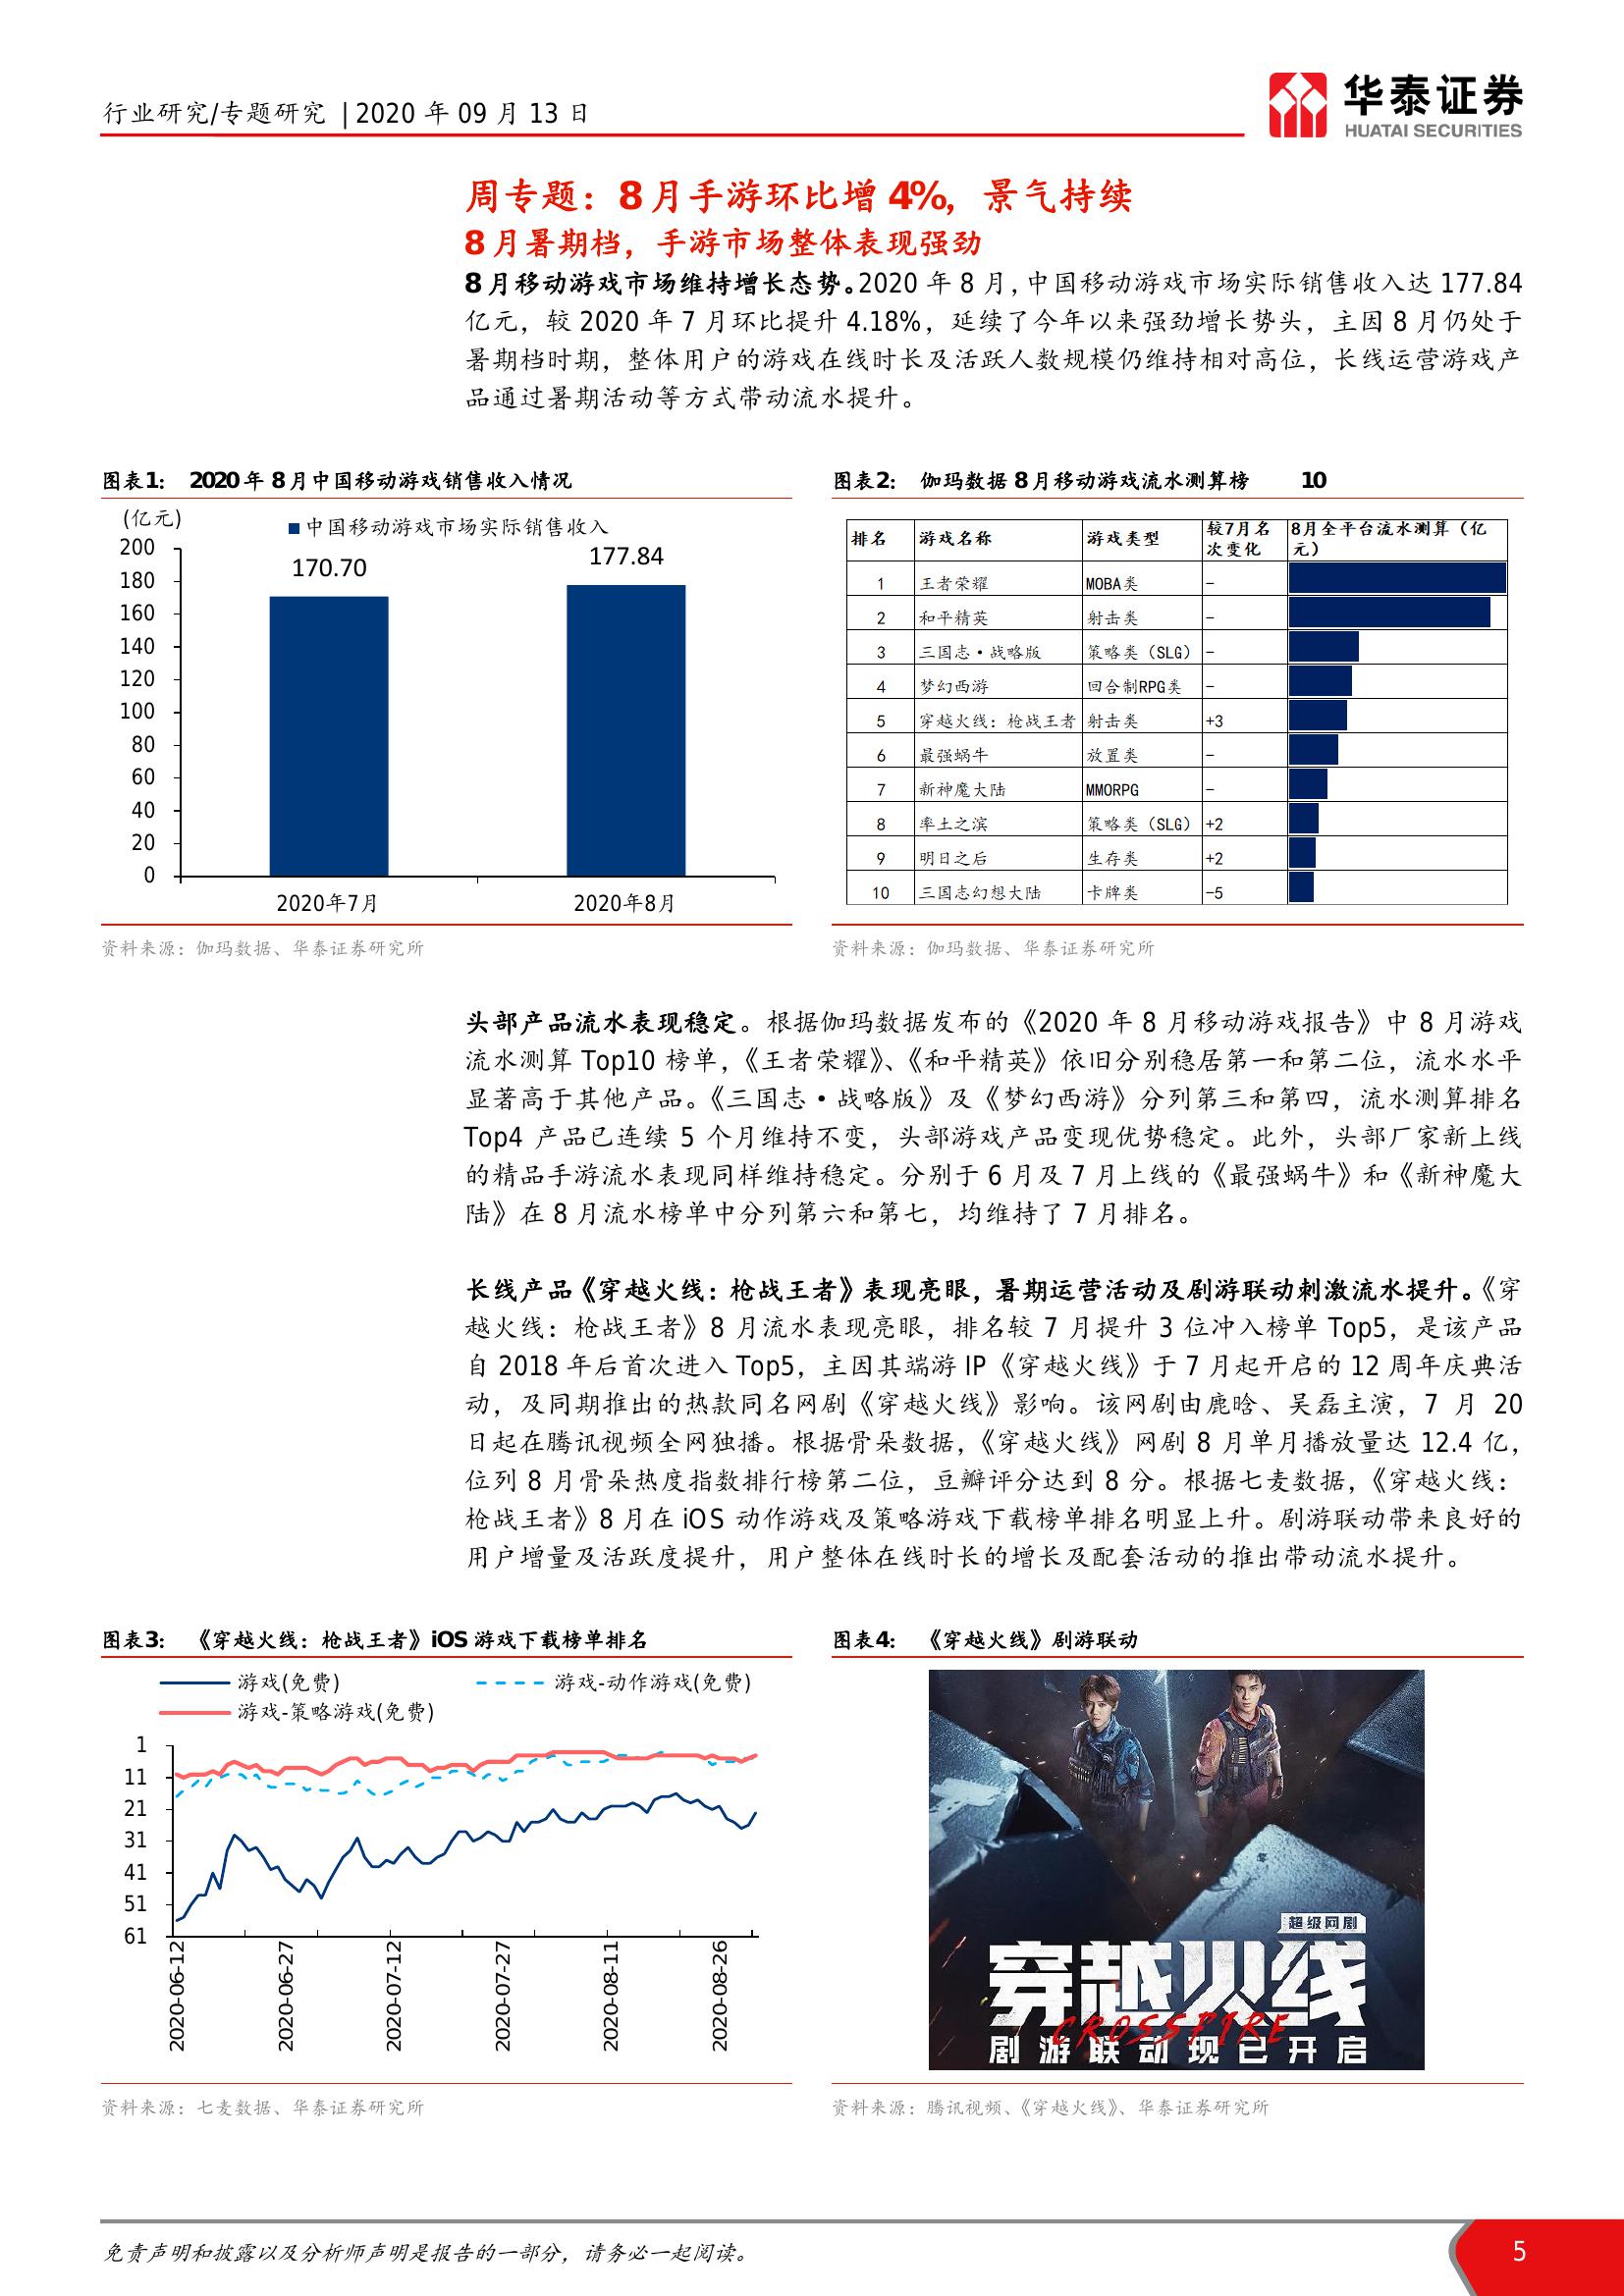 行业研究/专题研究 | 2020 年 09 月 13 日
华泰证券
HUATAI SECURITIES
周专题：8 月手游环比增 4%，景气持续
8 月暑期档，手游市场整体表现强劲
8 月移动游戏市场维持增长态势。2020 年 8 月，中国移动游戏市场实际销售收入达 177.84
亿元，较 2020 年 7 月环比提升 4.18%，延续了今年以来强劲增长势头，主因 8 月仍处于
暑期档时期，整体用户的游戏在线时长及活跃人数规模仍维持相对高位，长线运营游戏产
品通过暑期活动等方式带动流水提升。
图表1： 2020 年 8 月中国移动游戏销售收入情况
(亿元)
中国移动游戏市场实际销售收入
200
180
160
140
120
100
80
60
40
20
0
170.70
177.84
2020年7月
2020年8月
资料来源：伽玛数据、华泰证券研究所
图表2： 伽玛数据 8 月移动游戏流水测算榜 10
排名 游戏名称 游戏类型 较7月名次变化 8月全平台流水测算（亿元）
1 王者荣耀 MOBA类 -
2 和平精英 射击类 -
3 三国志·战略版 策略类（SLG） -
4 梦幻西游 回合制RPG类 -
5 穿越火线：枪战王者 射击类 +3
6 最强蜗牛 放置类 -
7 新神魔大陆 MMORPG -
8 率土之滨 策略类（SLG） +2
9 明日之后 生存类 +2
10 三国志幻想大陆 卡牌类 -5
资料来源：伽玛数据、华泰证券研究所
头部产品流水表现稳定。根据伽玛数据发布的《2020 年 8 月移动游戏报告》中 8 月游戏
流水测算 Top10 榜单，《王者荣耀》、《和平精英》依旧分别稳居第一和第二位，流水水平
显著高于其他产品。《三国志·战略版》及《梦幻西游》分列第三和第四，流水测算排名
Top4 产品已连续 5 个月维持不变，头部游戏产品变现优势稳定。此外，头部厂家新上线
的精品手游流水表现同样维持稳定。分别于 6 月及 7 月上线的《最强蜗牛》和《新神魔大
陆》在 8 月流水榜单中分列第六和第七，均维持了 7 月排名。
长线产品《穿越火线：枪战王者》表现亮眼，暑期运营活动及剧游联动刺激流水提升。《穿
越火线：枪战王者》8 月流水表现亮眼，排名较 7 月提升 3 位冲入榜单 Top5，是该产品
自 2018 年后首次进入 Top5，主因其端游 IP《穿越火线》于 7 月起开启的 12 周年庆典活
动，及同期推出的热款同名网剧《穿越火线》影响。该网剧由鹿晗、吴磊主演，7 月 20
日起在腾讯视频全网独播。根据骨朵数据，《穿越火线》网剧 8 月单月播放量达 12.4 亿，
位列 8 月骨朵热度指数排行榜第二位，豆瓣评分达到 8 分。根据七麦数据，《穿越火线：
枪战王者》8 月在 iOS 动作游戏及策略游戏下载榜单排名明显上升。剧游联动带来良好的
用户增量及活跃度提升，用户整体在线时长的增长及配套活动的推出带动流水提升。
图表3： 《穿越火线：枪战王者》iOS 游戏下载榜单排名
游戏(免费)
游戏-动作游戏(免费)
游戏-策略游戏(免费)
1
11
21
31
41
51
61
2020-06-12
2020-06-27
2020-07-12
2020-07-27
2020-08-11
2020-08-26
资料来源：七麦数据、华泰证券研究所
图表4： 《穿越火线》剧游联动
超级网剧
穿越火线
CROSSFIRE
剧游联动现已开启
资料来源：腾讯视频、《穿越火线》、华泰证券研究所
免责声明和披露以及分析师声明是报告的一部分，请务必一起阅读。
5